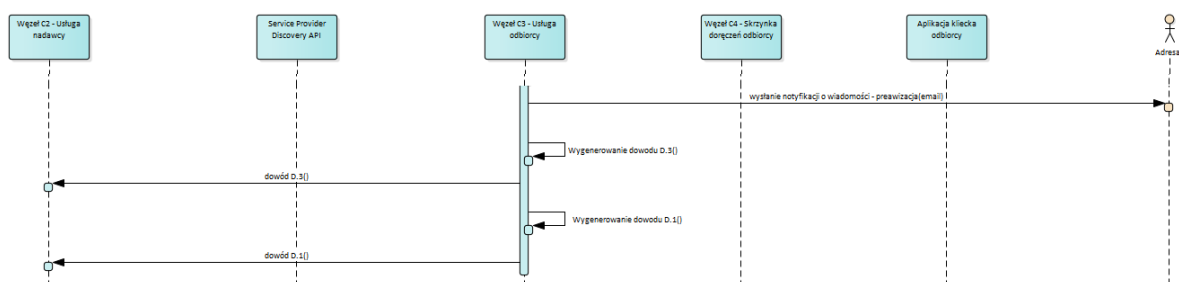 Węzeł C2 - Usługa
nadawcy
Service Provider
Discovery API
Węzeł C3 - Usługa
odbiorcy
Węzeł C4 - Skrzynka
doręczeń odbiorcy
Aplikacja kliecka
odbiorcy
Adresa
wysłanie notyfikacji o wiadomości - preawizacja(email)
Wygenerowanie dowodu D.3()
dowód D.3()
Wygenerowanie dowodu D.1()
dowód D.1()